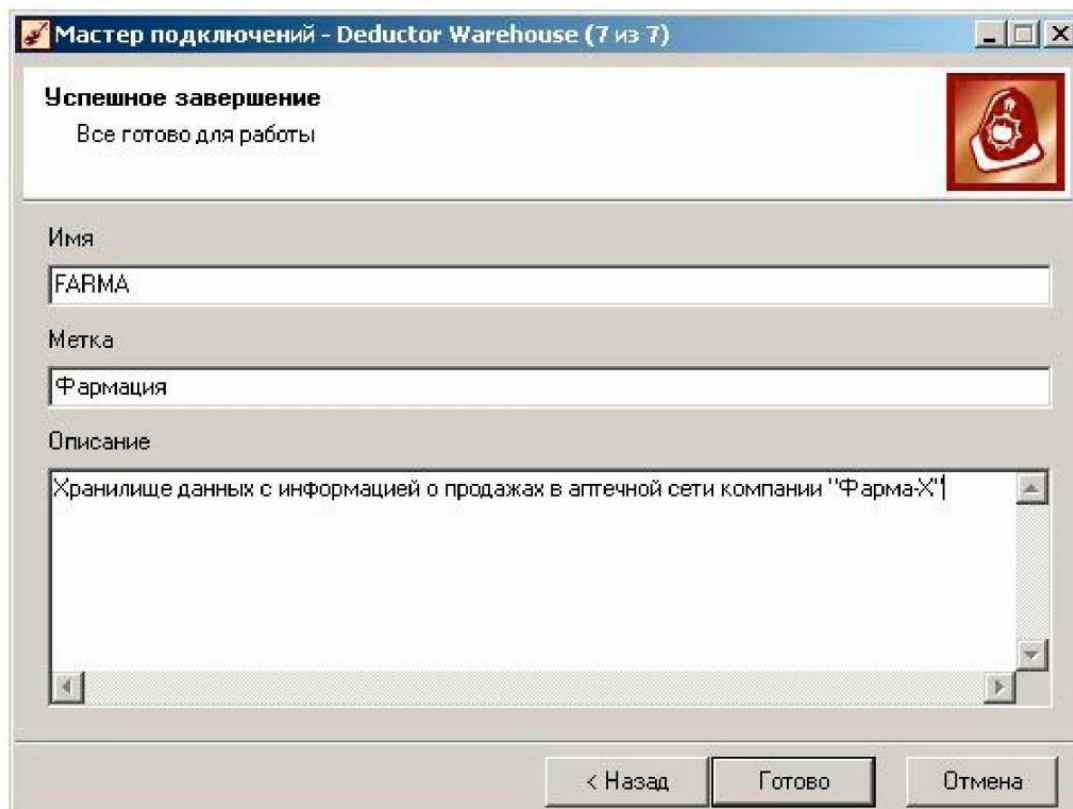 Мастер подключений - Deductor Warehouse (7 из 7)
Успешное завершение
Все готово для работы
Имя
FARMA
Метка
Фармация
Описание
Хранилище данных с информацией о продажах в аптечной сети компании "Фарма-Х"
< Назад
Готово
Отмена